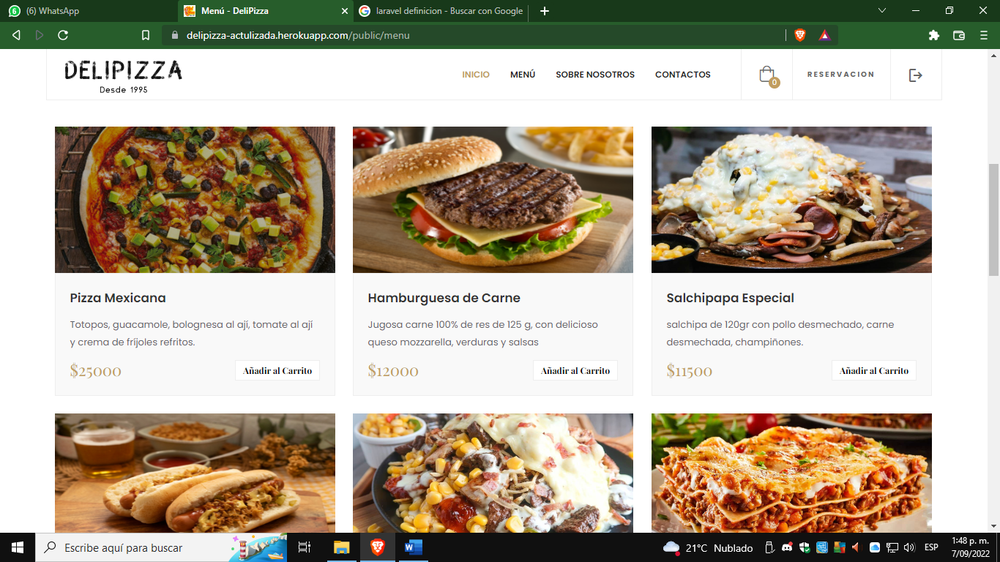 6
(6) WhatsApp
Menú - DeliPizza
laravel definicion - Buscar con Google
delipizza-actulizada.herokuapp.com/public/menu
DELIPIZZA
Desde 1995
INICIO
MENÚ
SOBRE NOSOTROS
CONTACTOS
0
RESERVACION
Pizza Mexicana
Totopos, guacamole, bolognesa al ají, tomate al ají
y crema de fríjoles refritos.
$25000
Añadir al Carrito
Hamburguesa de Carne
Jugosa carne 100% de res de 125 g, con delicioso
queso mozzarella, verduras y salsas
$12000
Añadir al Carrito
Salchipapa Especial
salchipa de 120gr con pollo desmechado, carne
desmechada, champiñones.
$11500
Añadir al Carrito
Escribe aquí para buscar
21°C Nublado
ESP
1:48 p. m.
7/09/2022